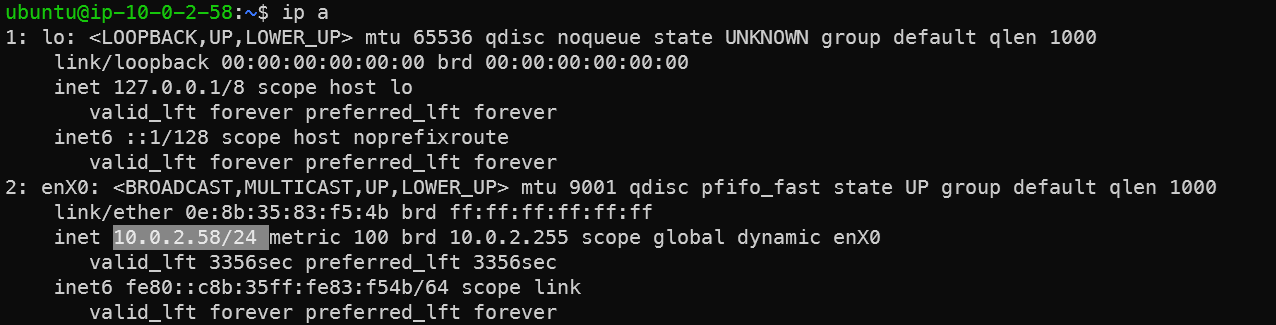 ubuntu@ip-10-0-2-58:~$ ip a
1: lo: <LOOPBACK,UP,LOWER_UP> mtu 65536 qdisc noqueue state UNKNOWN group default qlen 1000
    link/loopback 00:00:00:00:00:00 brd 00:00:00:00:00:00
    inet 127.0.0.1/8 scope host lo
       valid_lft forever preferred_lft forever
    inet6 ::1/128 scope host noprefixroute
       valid_lft forever preferred_lft forever
2: enX0: <BROADCAST,MULTICAST,UP,LOWER_UP> mtu 9001 qdisc pfifo_fast state UP group default qlen 1000
    link/ether 0e:8b:35:83:f5:4b brd ff:ff:ff:ff:ff:ff
    inet 10.0.2.58/24 metric 100 brd 10.0.2.255 scope global dynamic enX0
       valid_lft 3356sec preferred_lft 3356sec
    inet6 fe80::c8b:35ff:fe83:f54b/64 scope link
       valid_lft forever preferred_lft forever